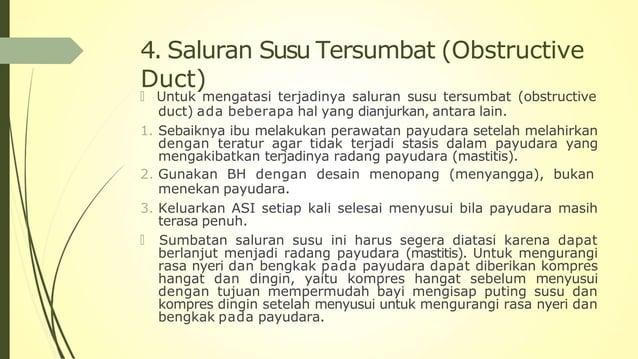 4. Saluran Susu Tersumbat (Obstructive
Duct)
Untuk mengatasi terjadinya saluran susu tersumbat (obstructive
duct) ada beberapa hal yang dianjurkan, antara lain.
1. Sebaiknya ibu melakukan perawatan payudara setelah melahirkan
dengan teratur agar tidak terjadi stasis dalam payudara yang
mengakibatkan terjadinya radang payudara (mastitis).
2. Gunakan BH dengan desain menopang (menyangga), bukan
menekan payudara.
3. Keluarkan ASI setiap kali selesai menyusui bila payudara masih
terasa penuh.
Sumbatan saluran susu ini harus segera diatasi karena dapat
berlanjut menjadi radang payudara (mastitis). Untuk mengurangi
rasa nyeri dan bengkak pada payudara dapat diberikan kompres
hangat dan dingin, yaitu kompres hangat sebelum menyusui
dengan tujuan mempermudah bayi mengisap puting susu dan
kompres dingin setelah menyusui untuk mengurangi rasa nyeri dan
bengkak pada payudara.